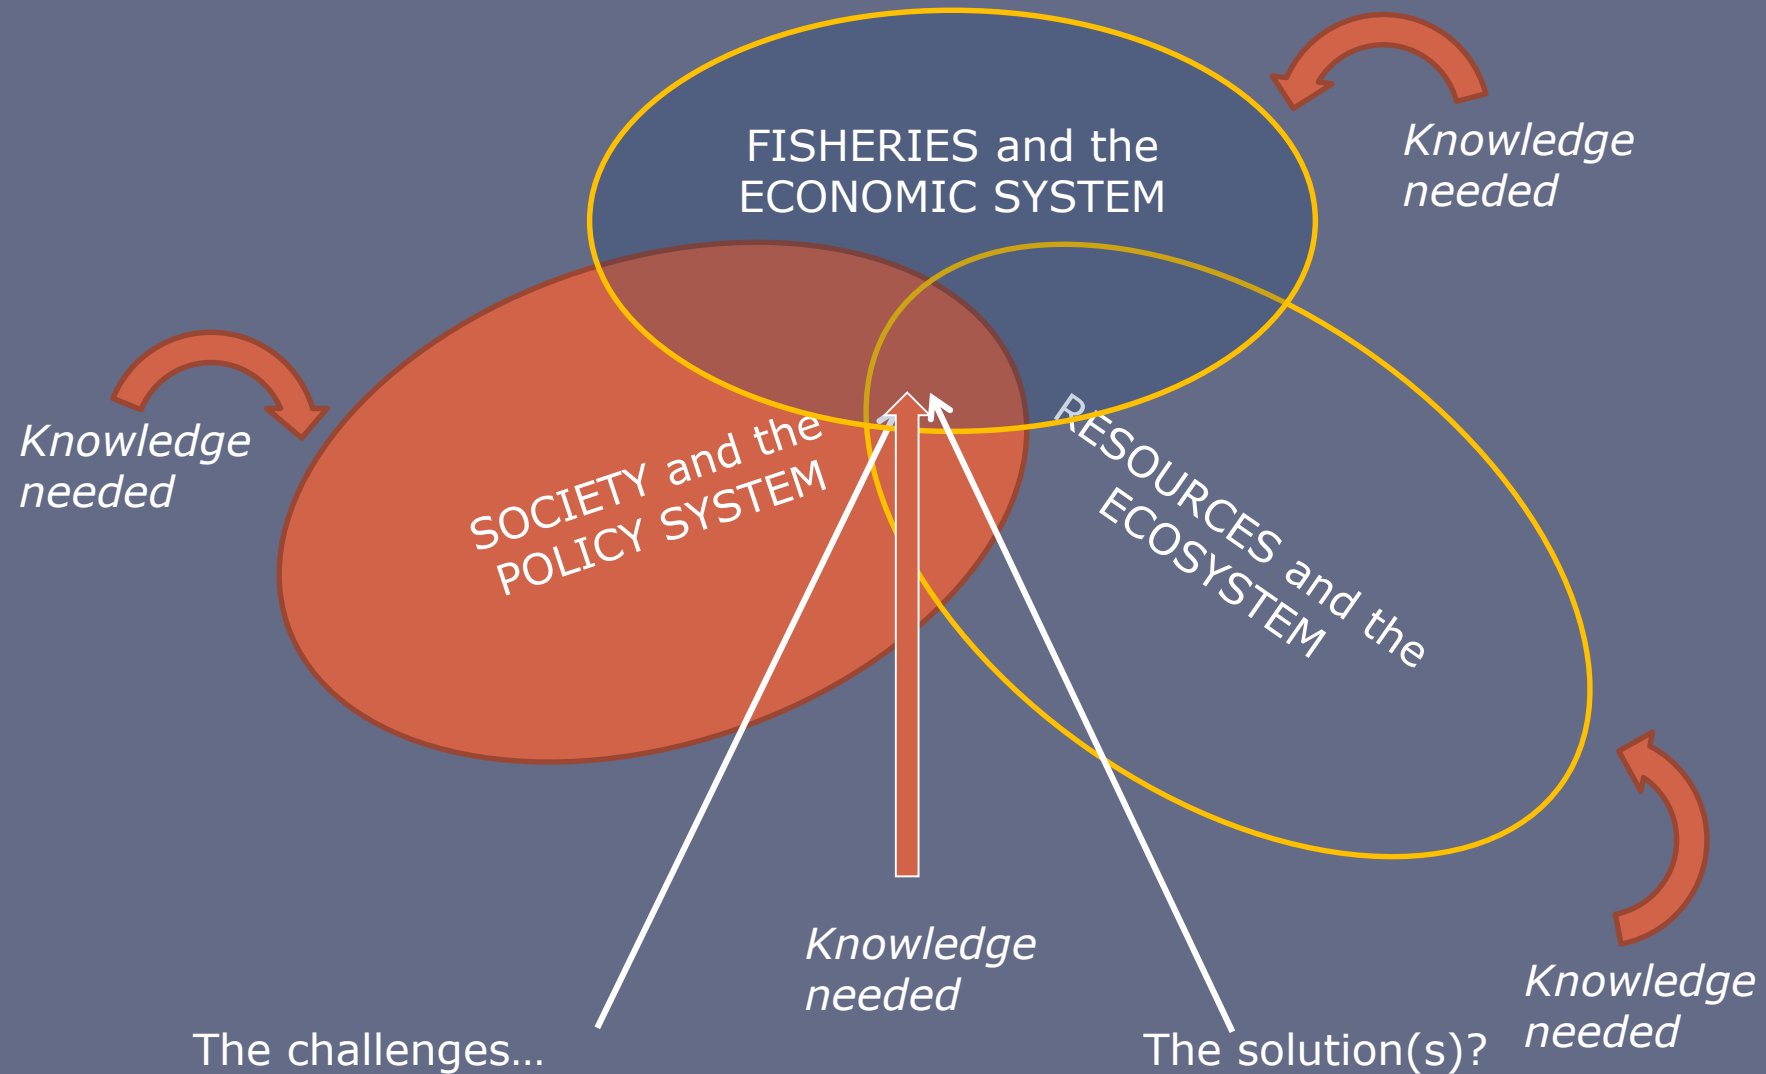 FISHERIES and the
ECONOMIC SYSTEM
Knowledge
needed
Knowledge
needed
SOCIETY and the
POLICY SYSTEM
RESOURCES and the
ECOSYSTEM
Knowledge
needed
Knowledge
needed
The challenges…
The solution(s)?